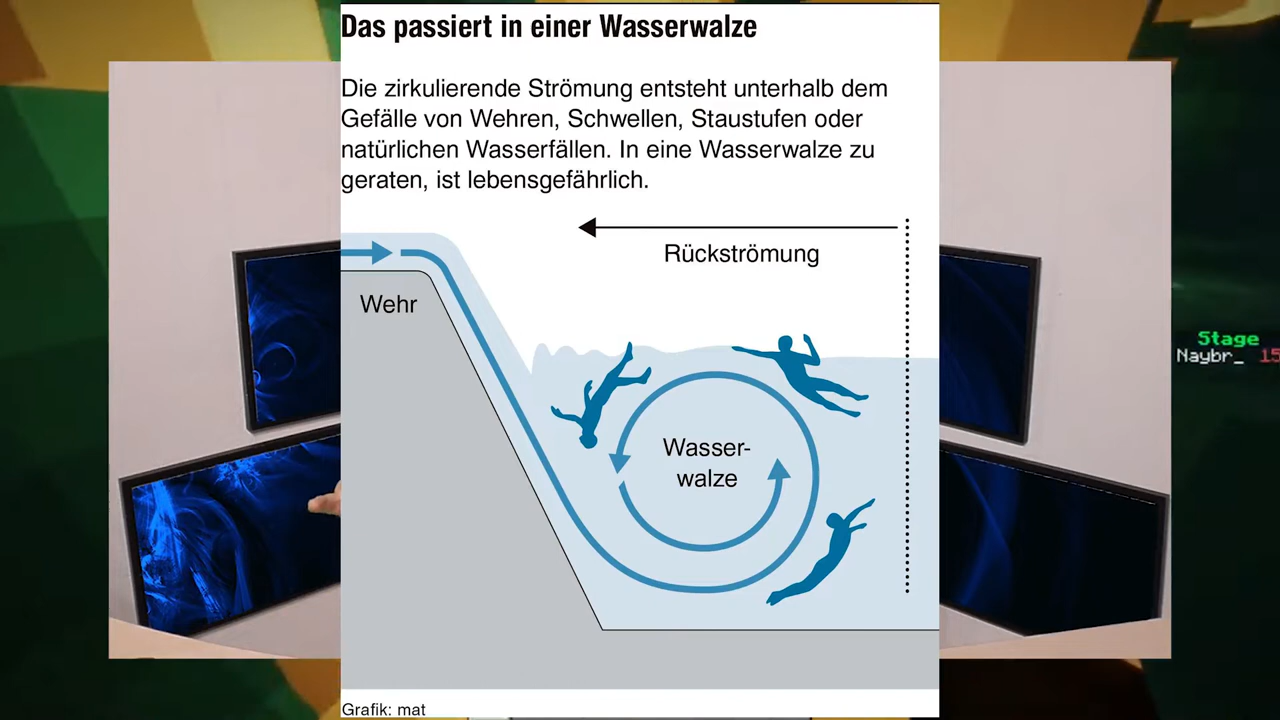 Das passiert in einer Wasserwalze
Die zirkulierende Strömung entsteht unterhalb dem
Gefälle von Wehren, Schwellen, Staustufen oder
natürlichen Wasserfällen. In eine Wasserwalze zu
geraten, ist lebensgefährlich.
Rückströmung
Wehr
Stage
Naybr_ 15
Wasser-
walze
Grafik: mat